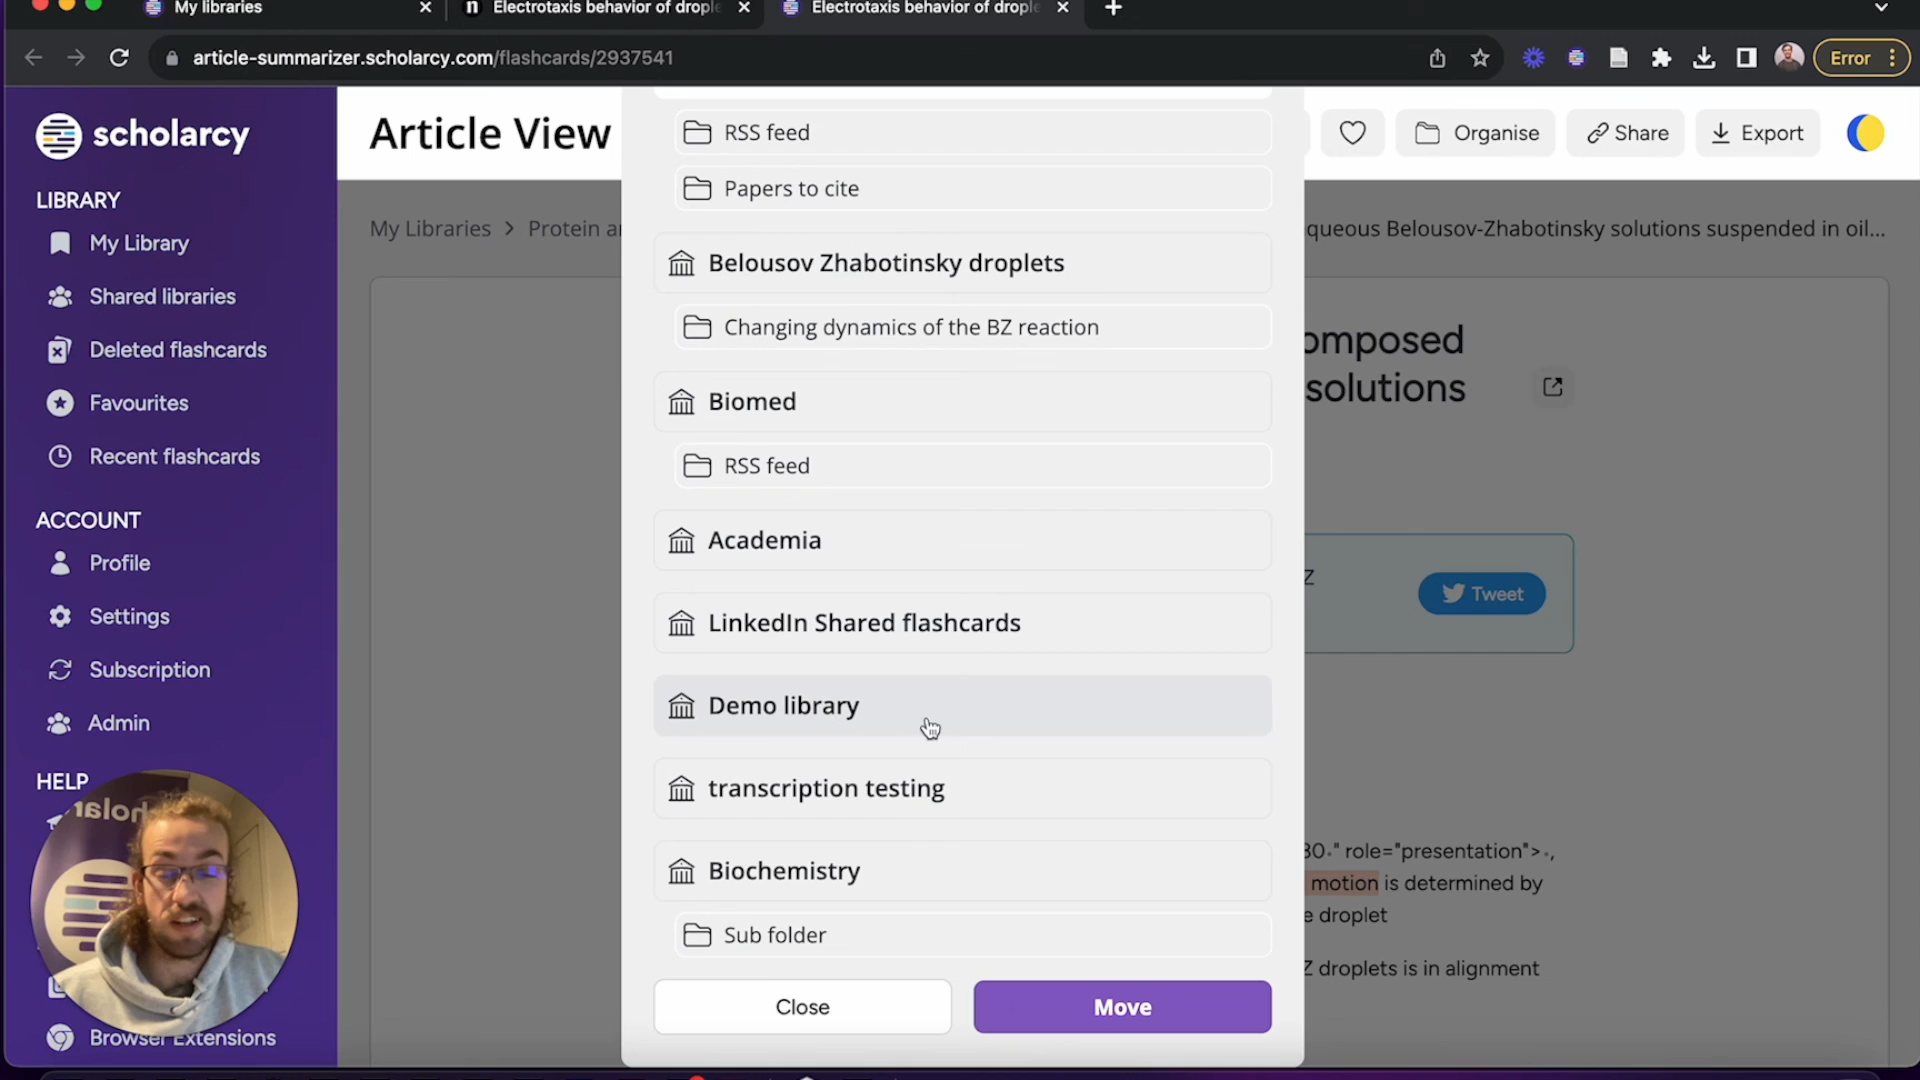 My libraries
Electrotaxis behavior of drople
Electrotaxis behavior of drople
article-summarizer.scholarcy.com/flashcards/2937541
Error
scholarcy
LIBRARY
My Library
Shared libraries
Deleted flashcards
Favourites
Recent flashcards
ACCOUNT
Profile
Settings
Subscription
Admin
HELP
Browser Extensions
Article View
Organise
Share
Export
My Libraries > Protein an
queous Belousov-Zhabotinsky solutions suspended in oil...
omposed
solutions
Z
Tweet
30 " role="presentation"> ,
motion is determined by
e droplet
Z droplets is in alignment
RSS feed
Papers to cite
Belousov Zhabotinsky droplets
Changing dynamics of the BZ reaction
Biomed
RSS feed
Academia
LinkedIn Shared flashcards
Demo library
transcription testing
Biochemistry
Sub folder
Close
Move